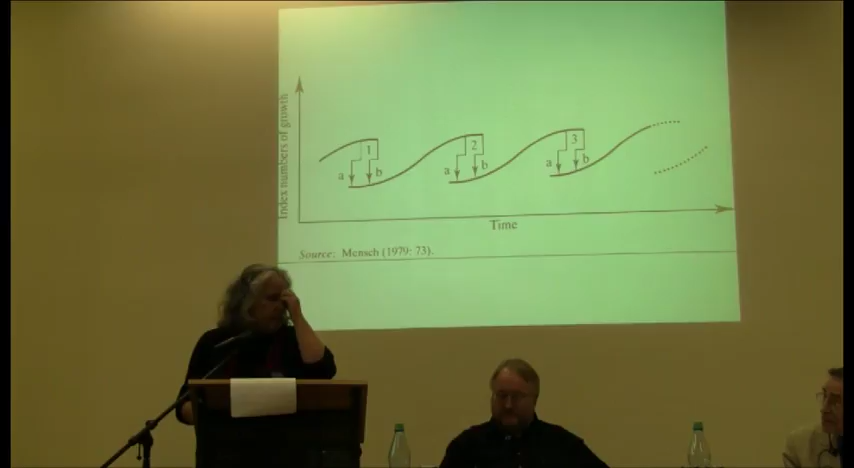 Index numbers of growth
1
2
3
a
b
a
b
a
b
Time
Source: Mensch (1979: 73).